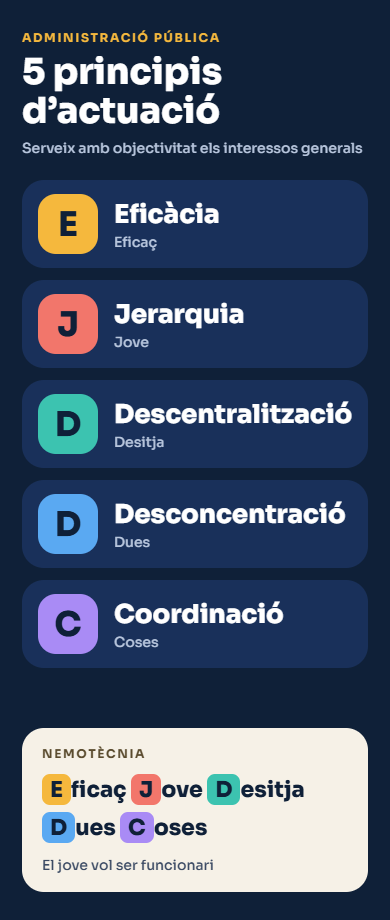 ADMINISTRACIÓ PÚBLICA
5 principis
d’actuació
Serveix amb objectivitat els interessos generals
E
Eficàcia
Eficaç
J
Jerarquia
Jove
D
Descentralització
Desitja
D
Desconcentració
Dues
C
Coordinació
Coses
NEMOTÈCNIA
Eficaç Jove Desitja
Dues Coses
El jove vol ser funcionari